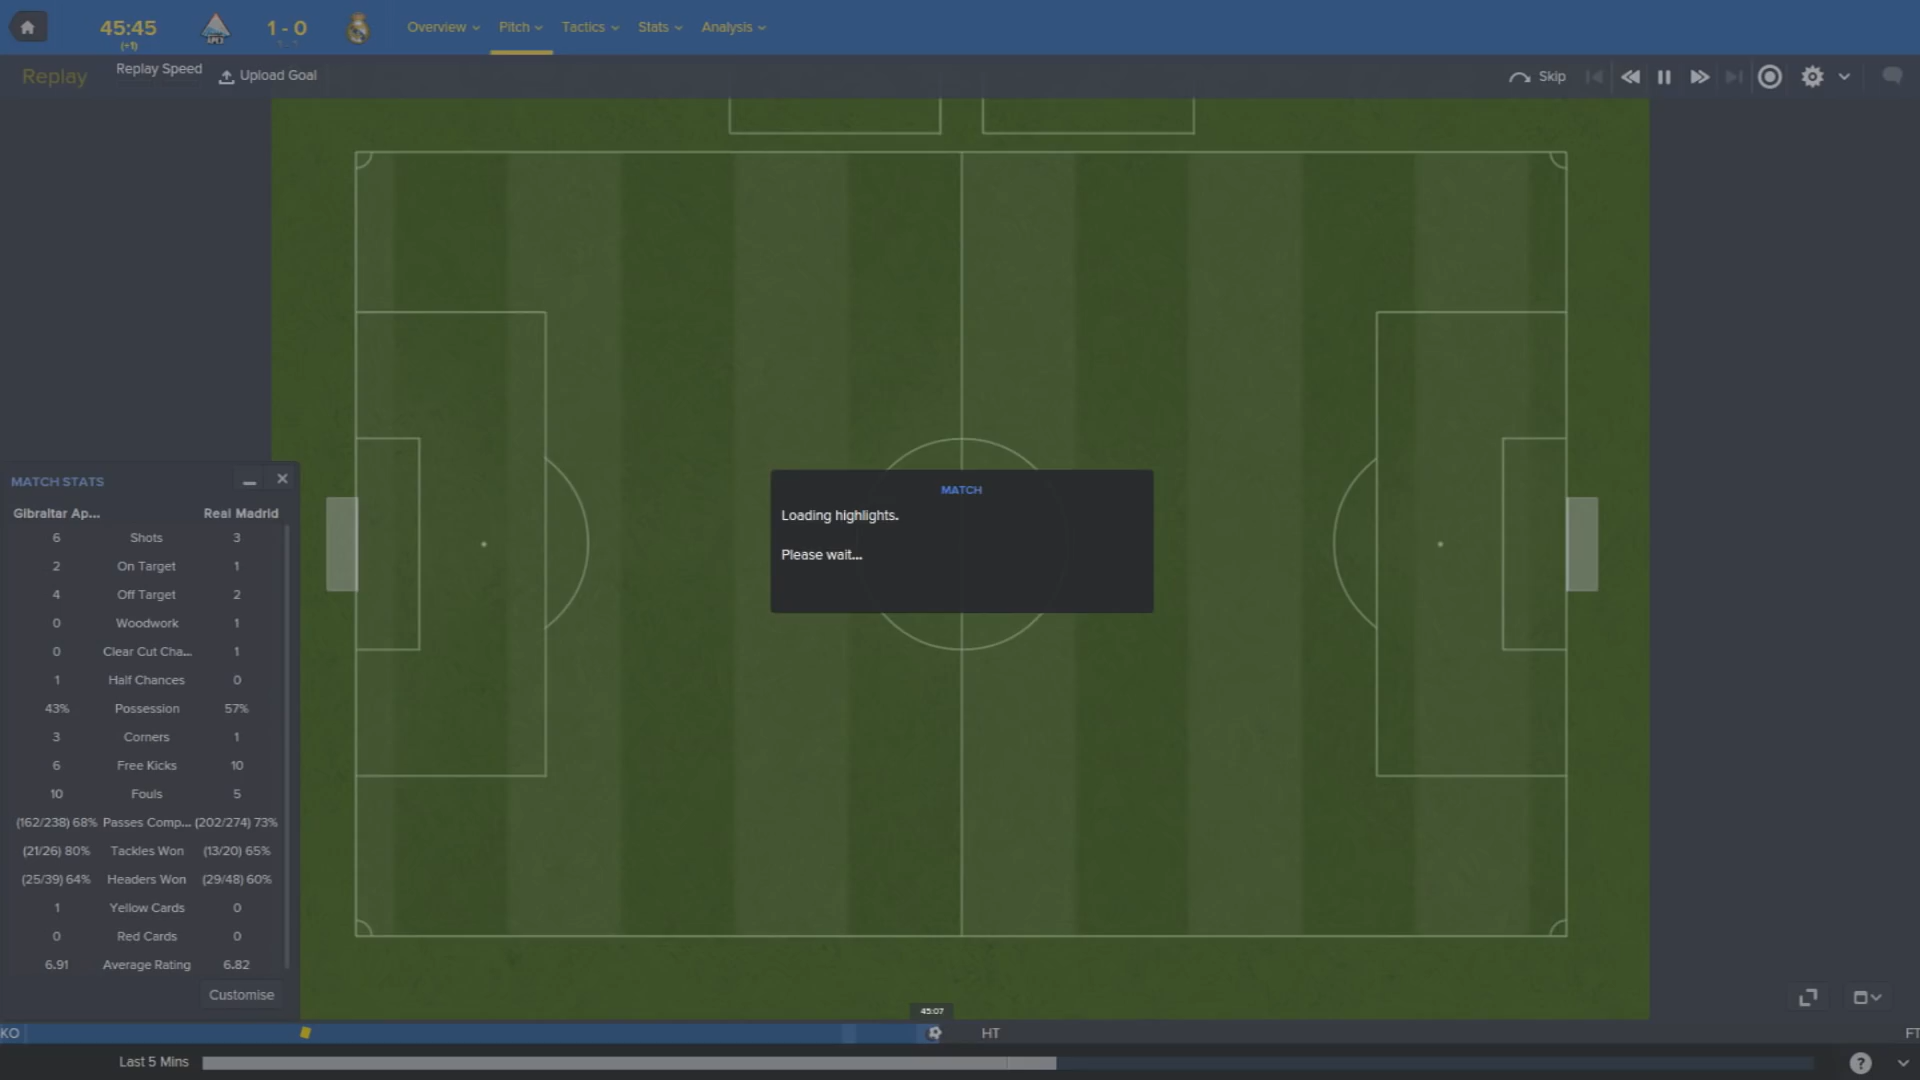 45:45
(+1)
APEX
1 - 0
Overview
Pitch
Tactics
Stats
Analysis
Replay
Replay Speed
Upload Goal
Skip
MATCH STATS
Gibraltar Ap... Real Madrid
6 Shots 3
2 On Target 1
4 Off Target 2
0 Woodwork 1
0 Clear Cut Cha... 1
1 Half Chances 0
43% Possession 57%
3 Corners 1
6 Free Kicks 10
10 Fouls 5
(162/238) 68% Passes Comp... (202/274) 73%
(21/26) 80% Tackles Won (13/20) 65%
(25/39) 64% Headers Won (29/48) 60%
1 Yellow Cards 0
0 Red Cards 0
6.91 Average Rating 6.82
Customise
MATCH
Loading highlights.
Please wait...
45:07
KO
HT
FT
Last 5 Mins
?